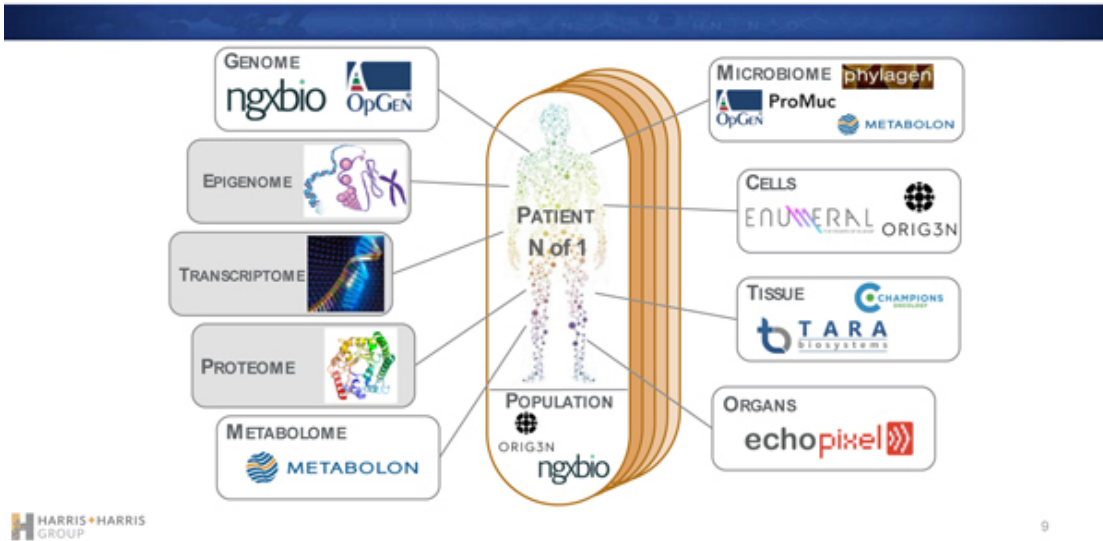 GENOME
ngxbio
OPGEN
EPIGENOME
TRANSCRIPTOME
PROTEOME
METABOLOME
METABOLON
PATIENT
N of 1
POPULATION
ORIG3N
ngxbio
MICROBIOME
phylagen
OPGEN
ProMuc
METABOLON
CELLS
ENUMERAL
ORIG3N
TISSUE
CHAMPIONS
ONCOLOGY
TARA
biosystems
ORGANS
echopixel
HARRIS+HARRIS
GROUP
9